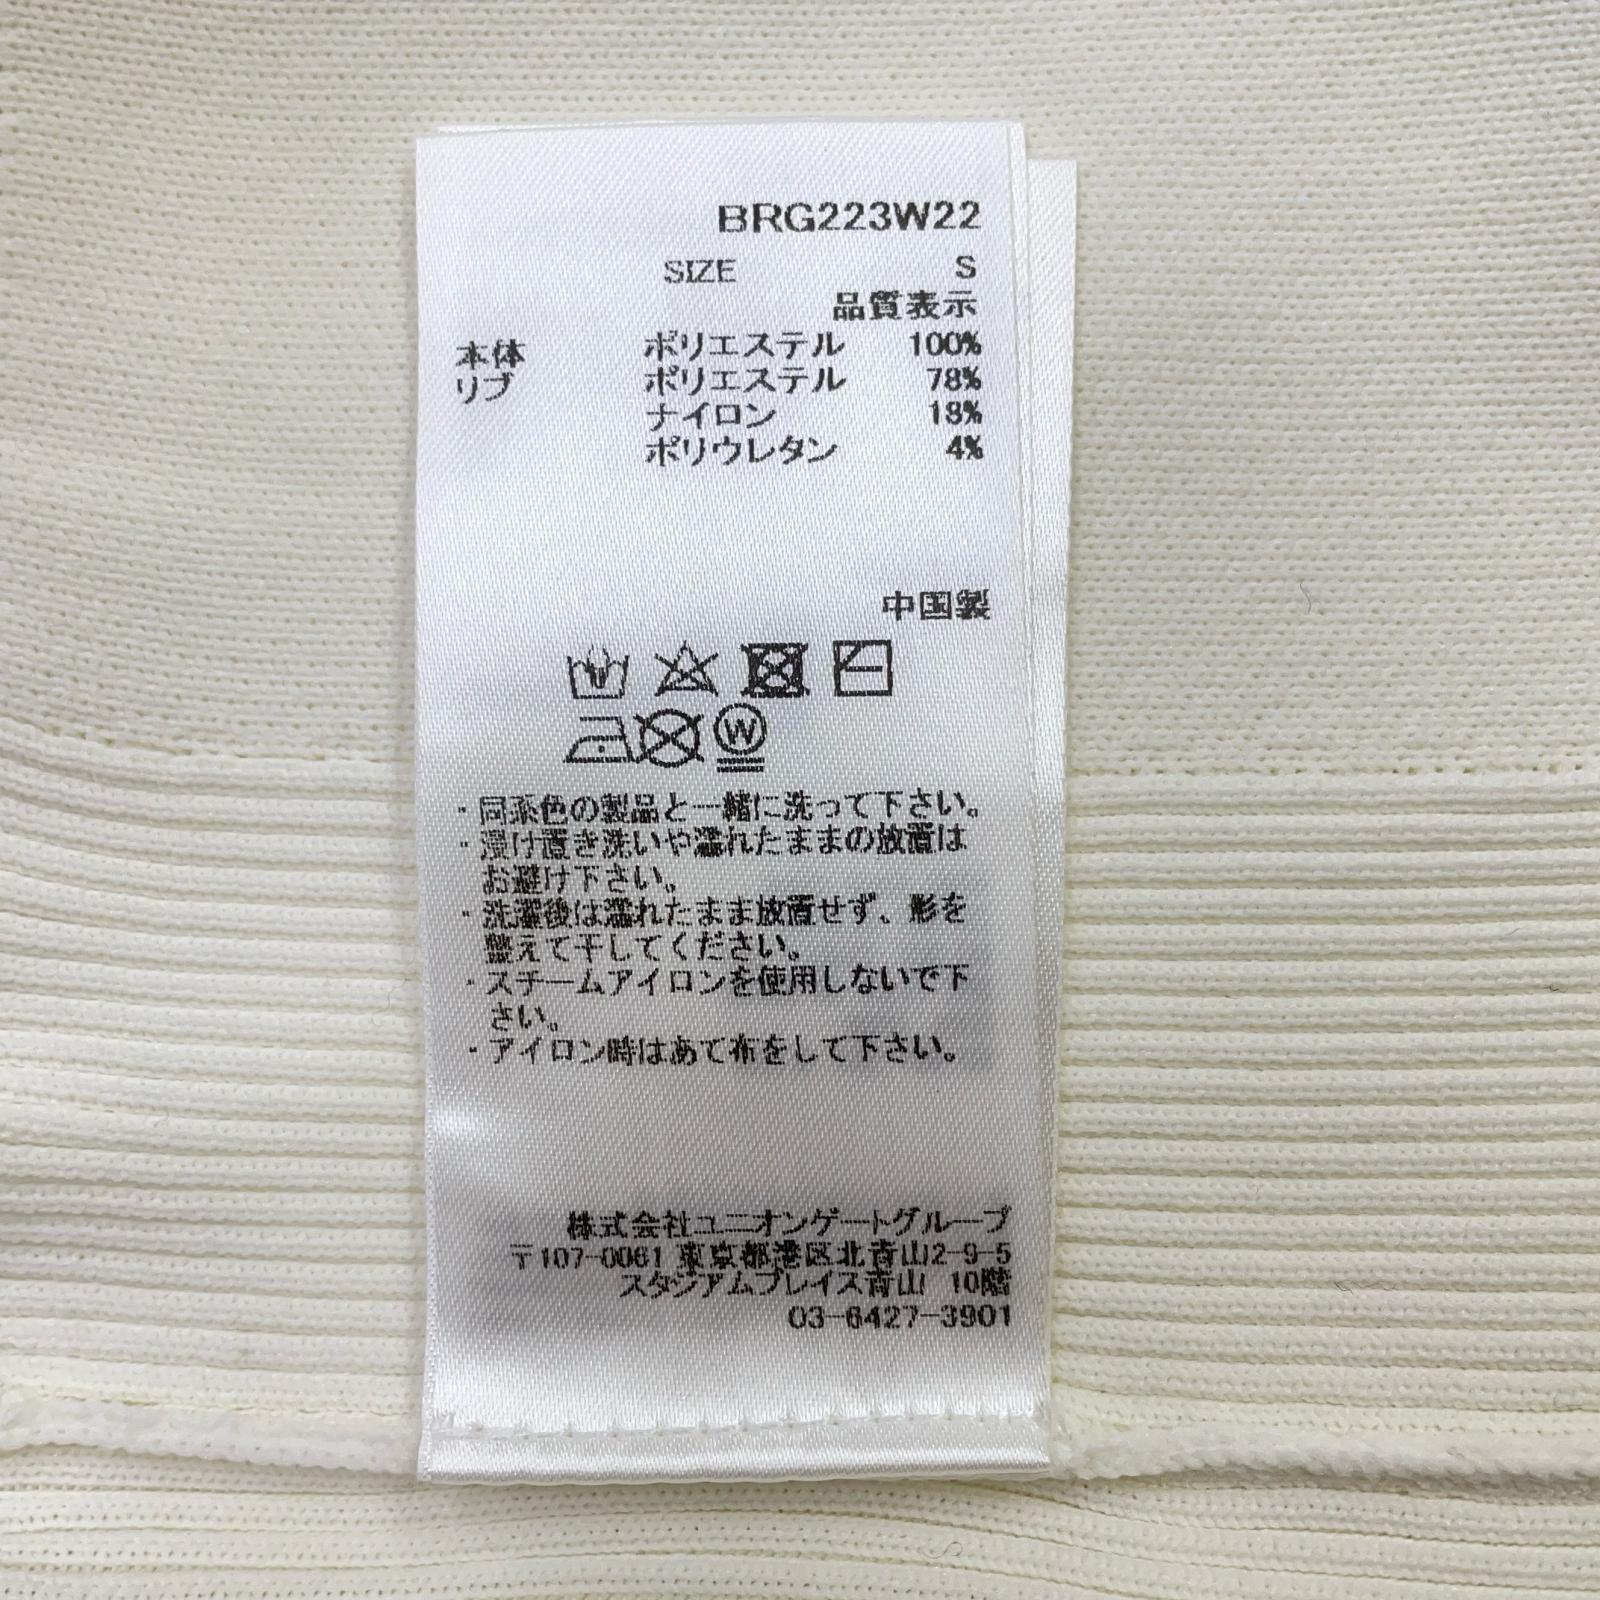 BRG223W22
SIZE S
品質表示
本体 ポリエステル 100%
リブ ポリエステル 78%
ナイロン 18%
ポリウレタン 4%
中国製
W
・同系色の製品と一緒に洗って下さい。
・浸け置き洗いや濡れたままの放置は
お避け下さい。
・洗濯後は濡れたまま放置せず、形を
整えて干してください。
・スチームアイロンを使用しないで下
さい。
・アイロン時はあて布をして下さい。
株式会社ユニオンゲートグループ
〒107-0061 東京都港区北青山2-9-5
スタジアムプレイス青山 10階
03-6427-3901